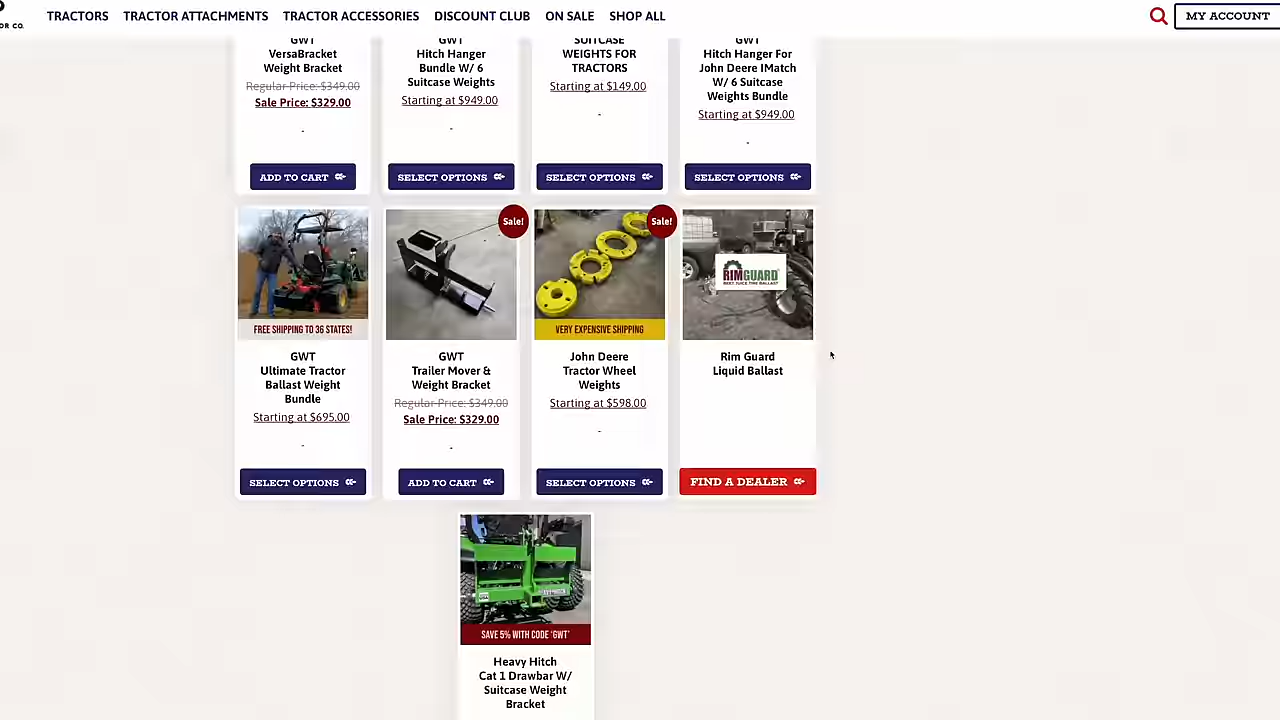 OR CO.
TRACTORS
TRACTOR ATTACHMENTS
TRACTOR ACCESSORIES
DISCOUNT CLUB
ON SALE
SHOP ALL
MY ACCOUNT
GWT
VersaBracket
Weight Bracket
Regular Price: $349.00
Sale Price: $329.00
-
ADD TO CART
GWT
Hitch Hanger
Bundle W/ 6
Suitcase Weights
Starting at $949.00
-
SELECT OPTIONS
SUITCASE
WEIGHTS FOR
TRACTORS
Starting at $149.00
-
SELECT OPTIONS
GWT
Hitch Hanger For
John Deere IMatch
W/ 6 Suitcase
Weights Bundle
Starting at $949.00
-
SELECT OPTIONS
FREE SHIPPING TO 36 STATES!
GWT
Ultimate Tractor
Ballast Weight
Bundle
Starting at $695.00
-
SELECT OPTIONS
Sale!
GWT
Trailer Mover &
Weight Bracket
Regular Price: $349.00
Sale Price: $329.00
-
ADD TO CART
Sale!
VERY EXPENSIVE SHIPPING
John Deere
Tractor Wheel
Weights
Starting at $598.00
-
SELECT OPTIONS
RIMGUARD
BEET JUICE TIRE BALLAST
Rim Guard
Liquid Ballast
FIND A DEALER
SAVE 5% WITH CODE 'GWT'
Heavy Hitch
Cat 1 Drawbar W/
Suitcase Weight
Bracket